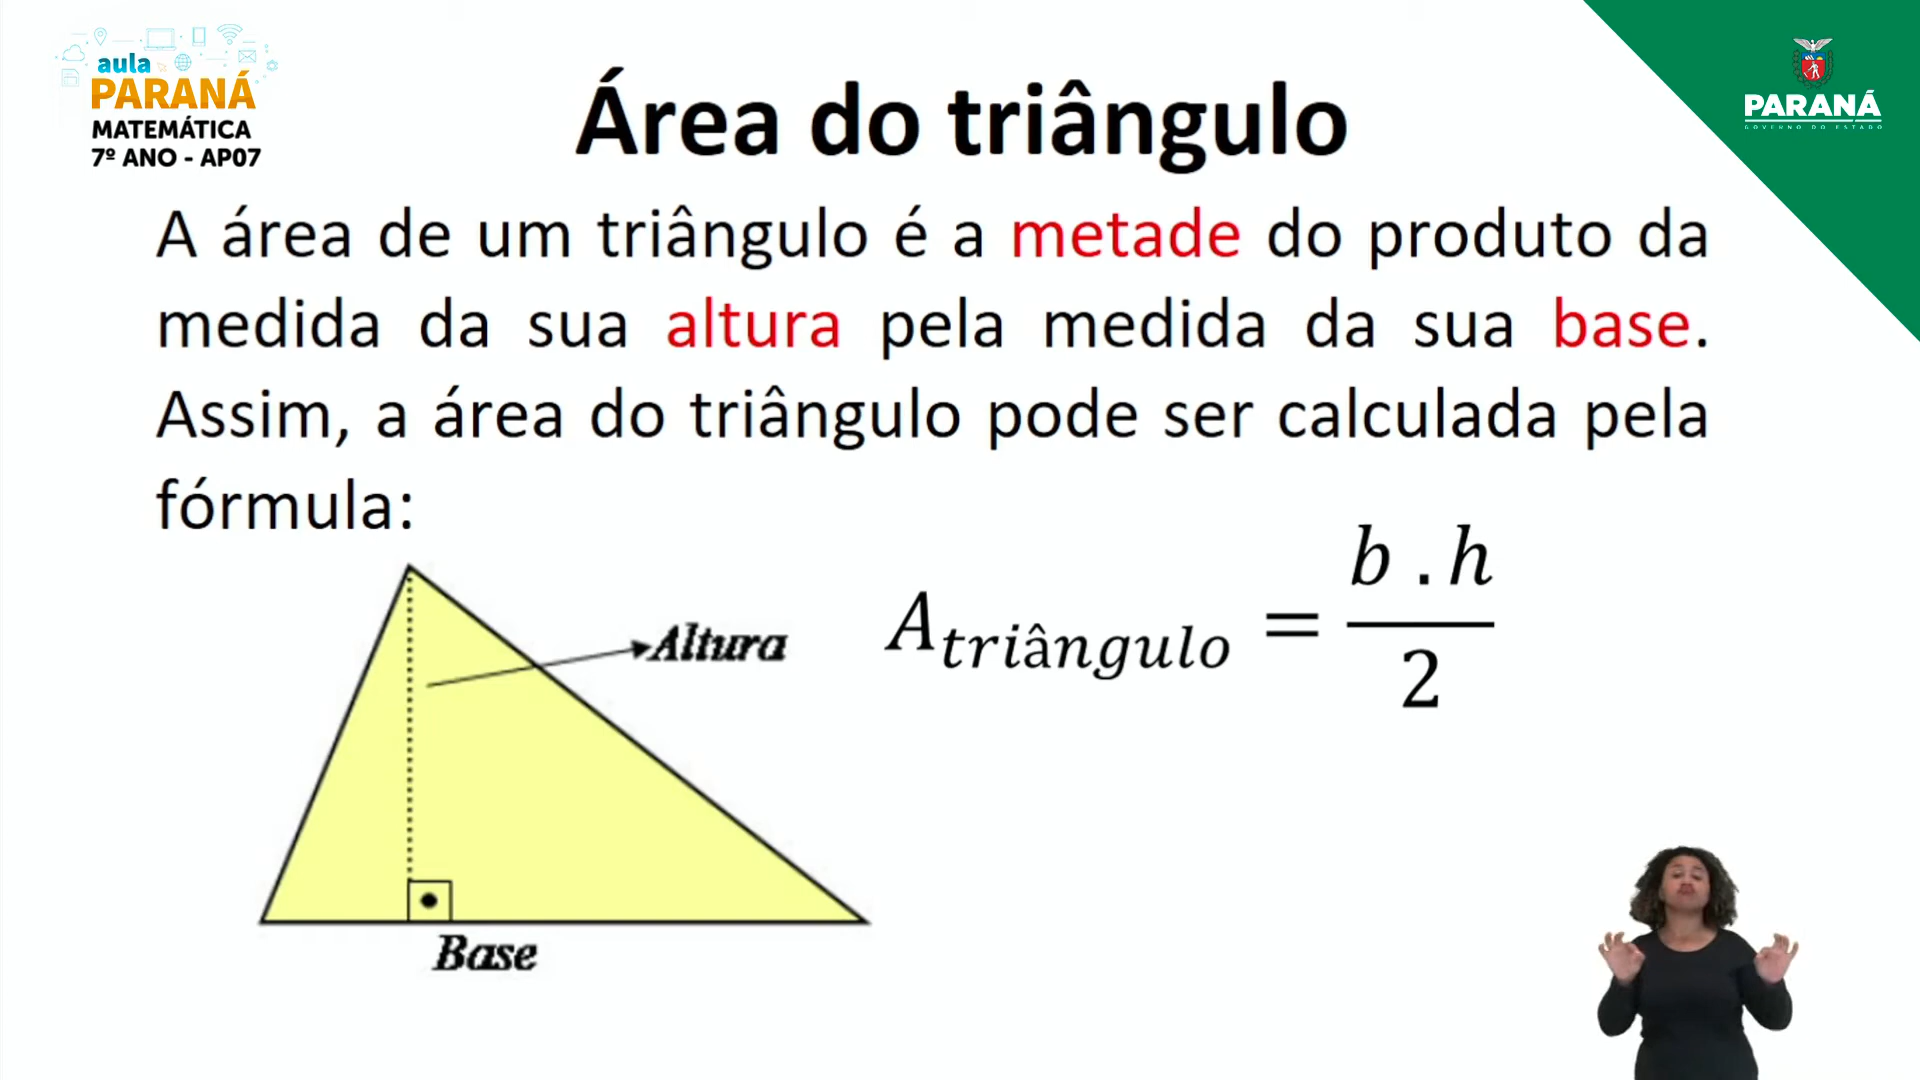 aula
PARANÁ
MATEMÁTICA
7º ANO - AP07
PARANÁ
GOVERNO DO ESTADO
Área do triângulo
A área de um triângulo é a metade do produto da
medida da sua altura pela medida da sua base.
Assim, a área do triângulo pode ser calculada pela
fórmula:
Altura
A_triângulo = b . h / 2
Base